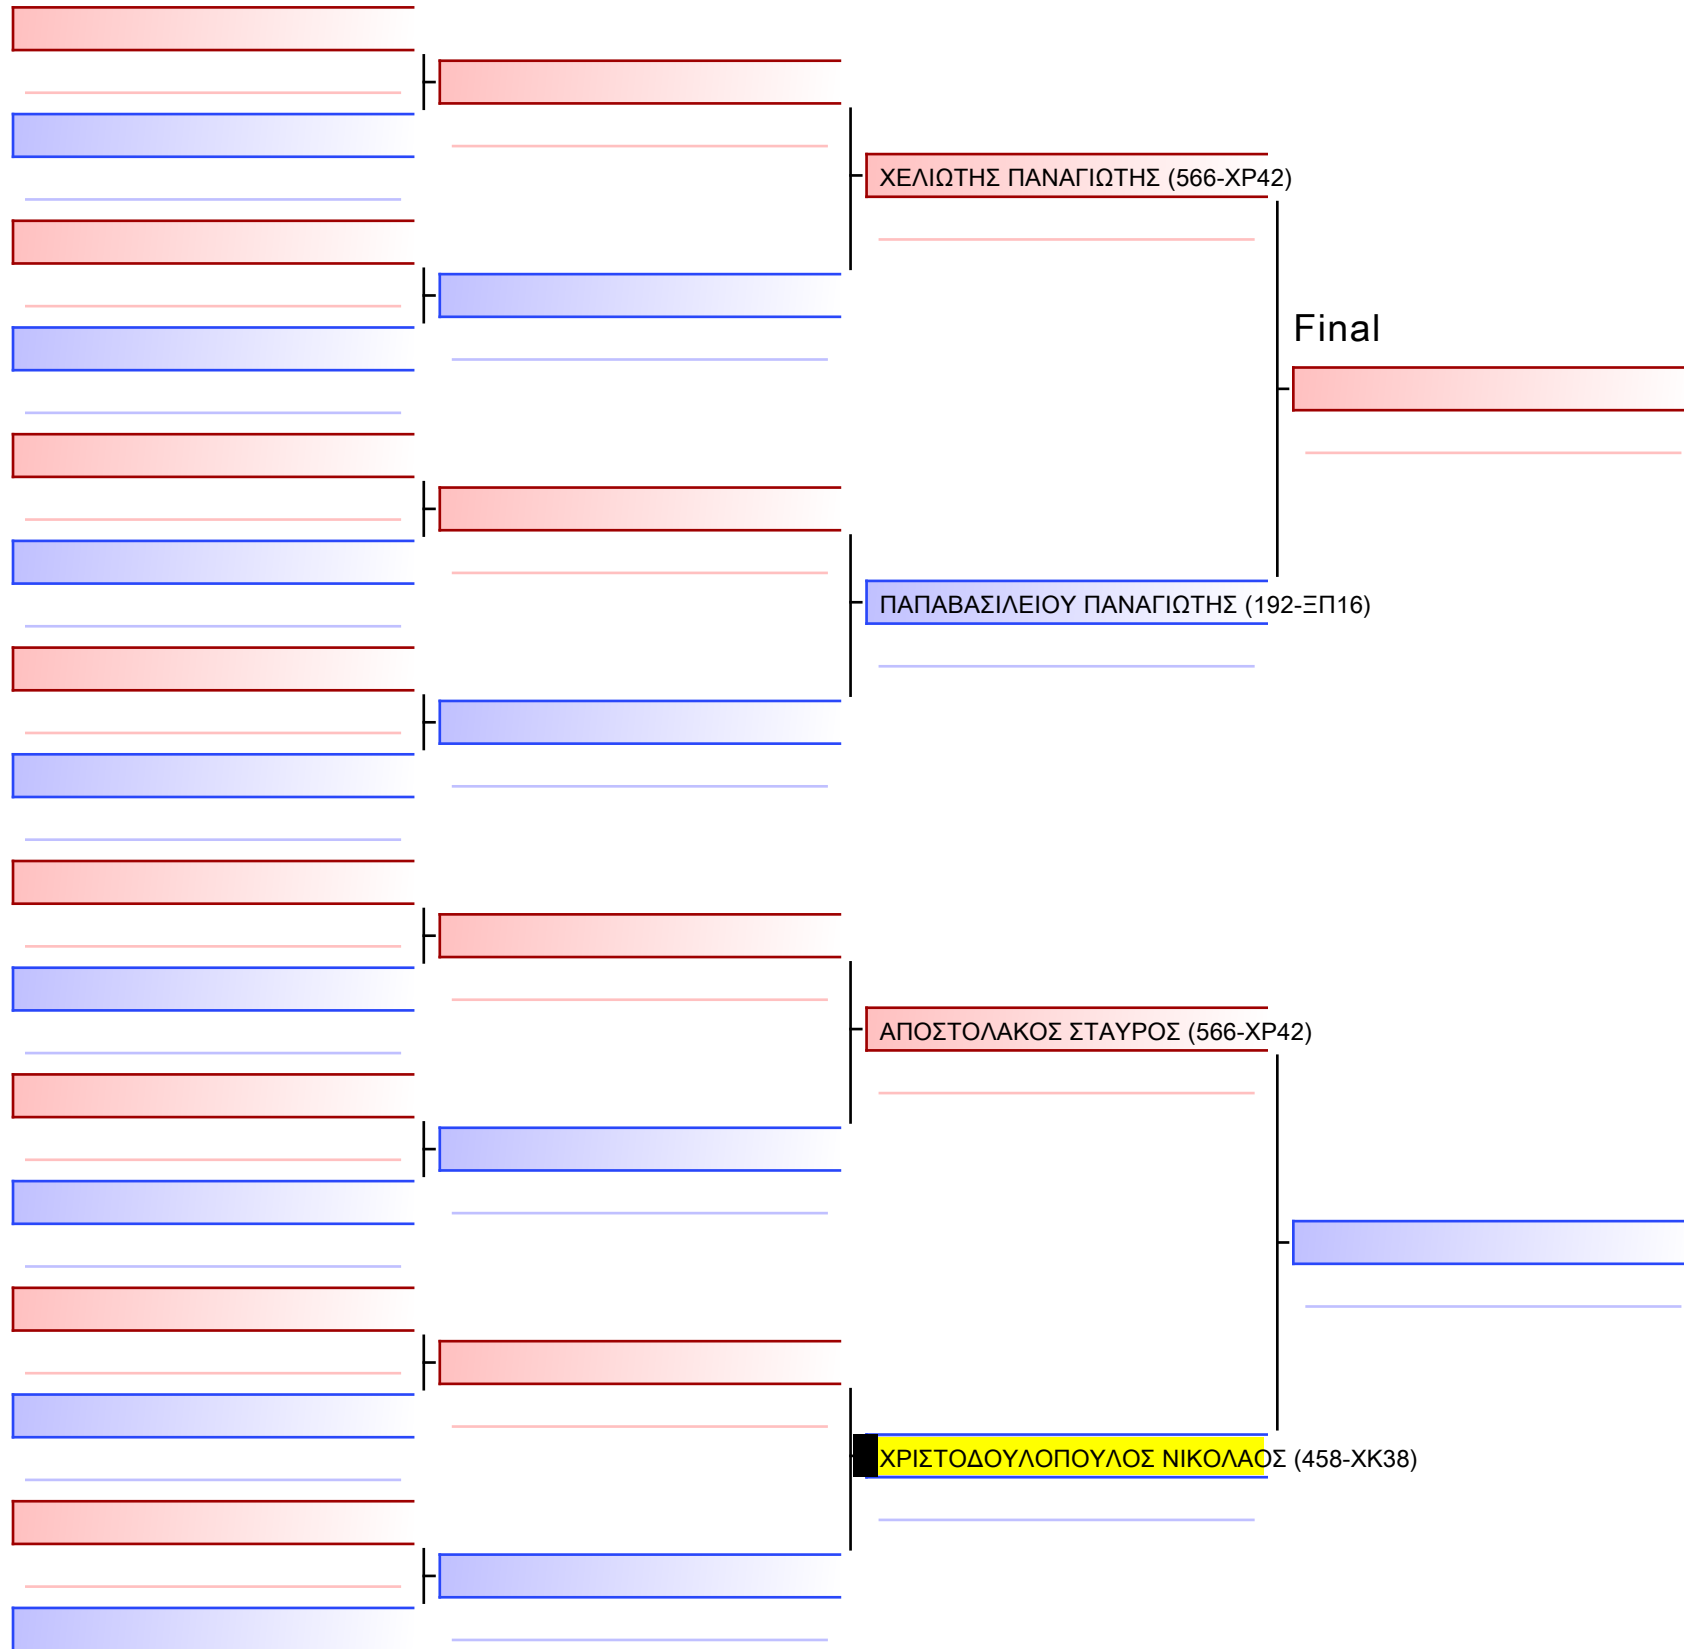 ΧΕΛΙΩΤΗΣ ΠΑΝΑΓΙΩΤΗΣ (566-ΧΡ42)
Final
ΠΑΠΑΒΑΣΙΛΕΙΟΥ ΠΑΝΑΓΙΩΤΗΣ (192-ΞΠ16)
ΑΠΟΣΤΟΛΑΚΟΣ ΣΤΑΥΡΟΣ (566-ΧΡ42)
ΧΡΙΣΤΟΔΟΥΛΟΠΟΥΛΟΣ ΝΙΚΟΛΑΟΣ (458-ΧΚ38)